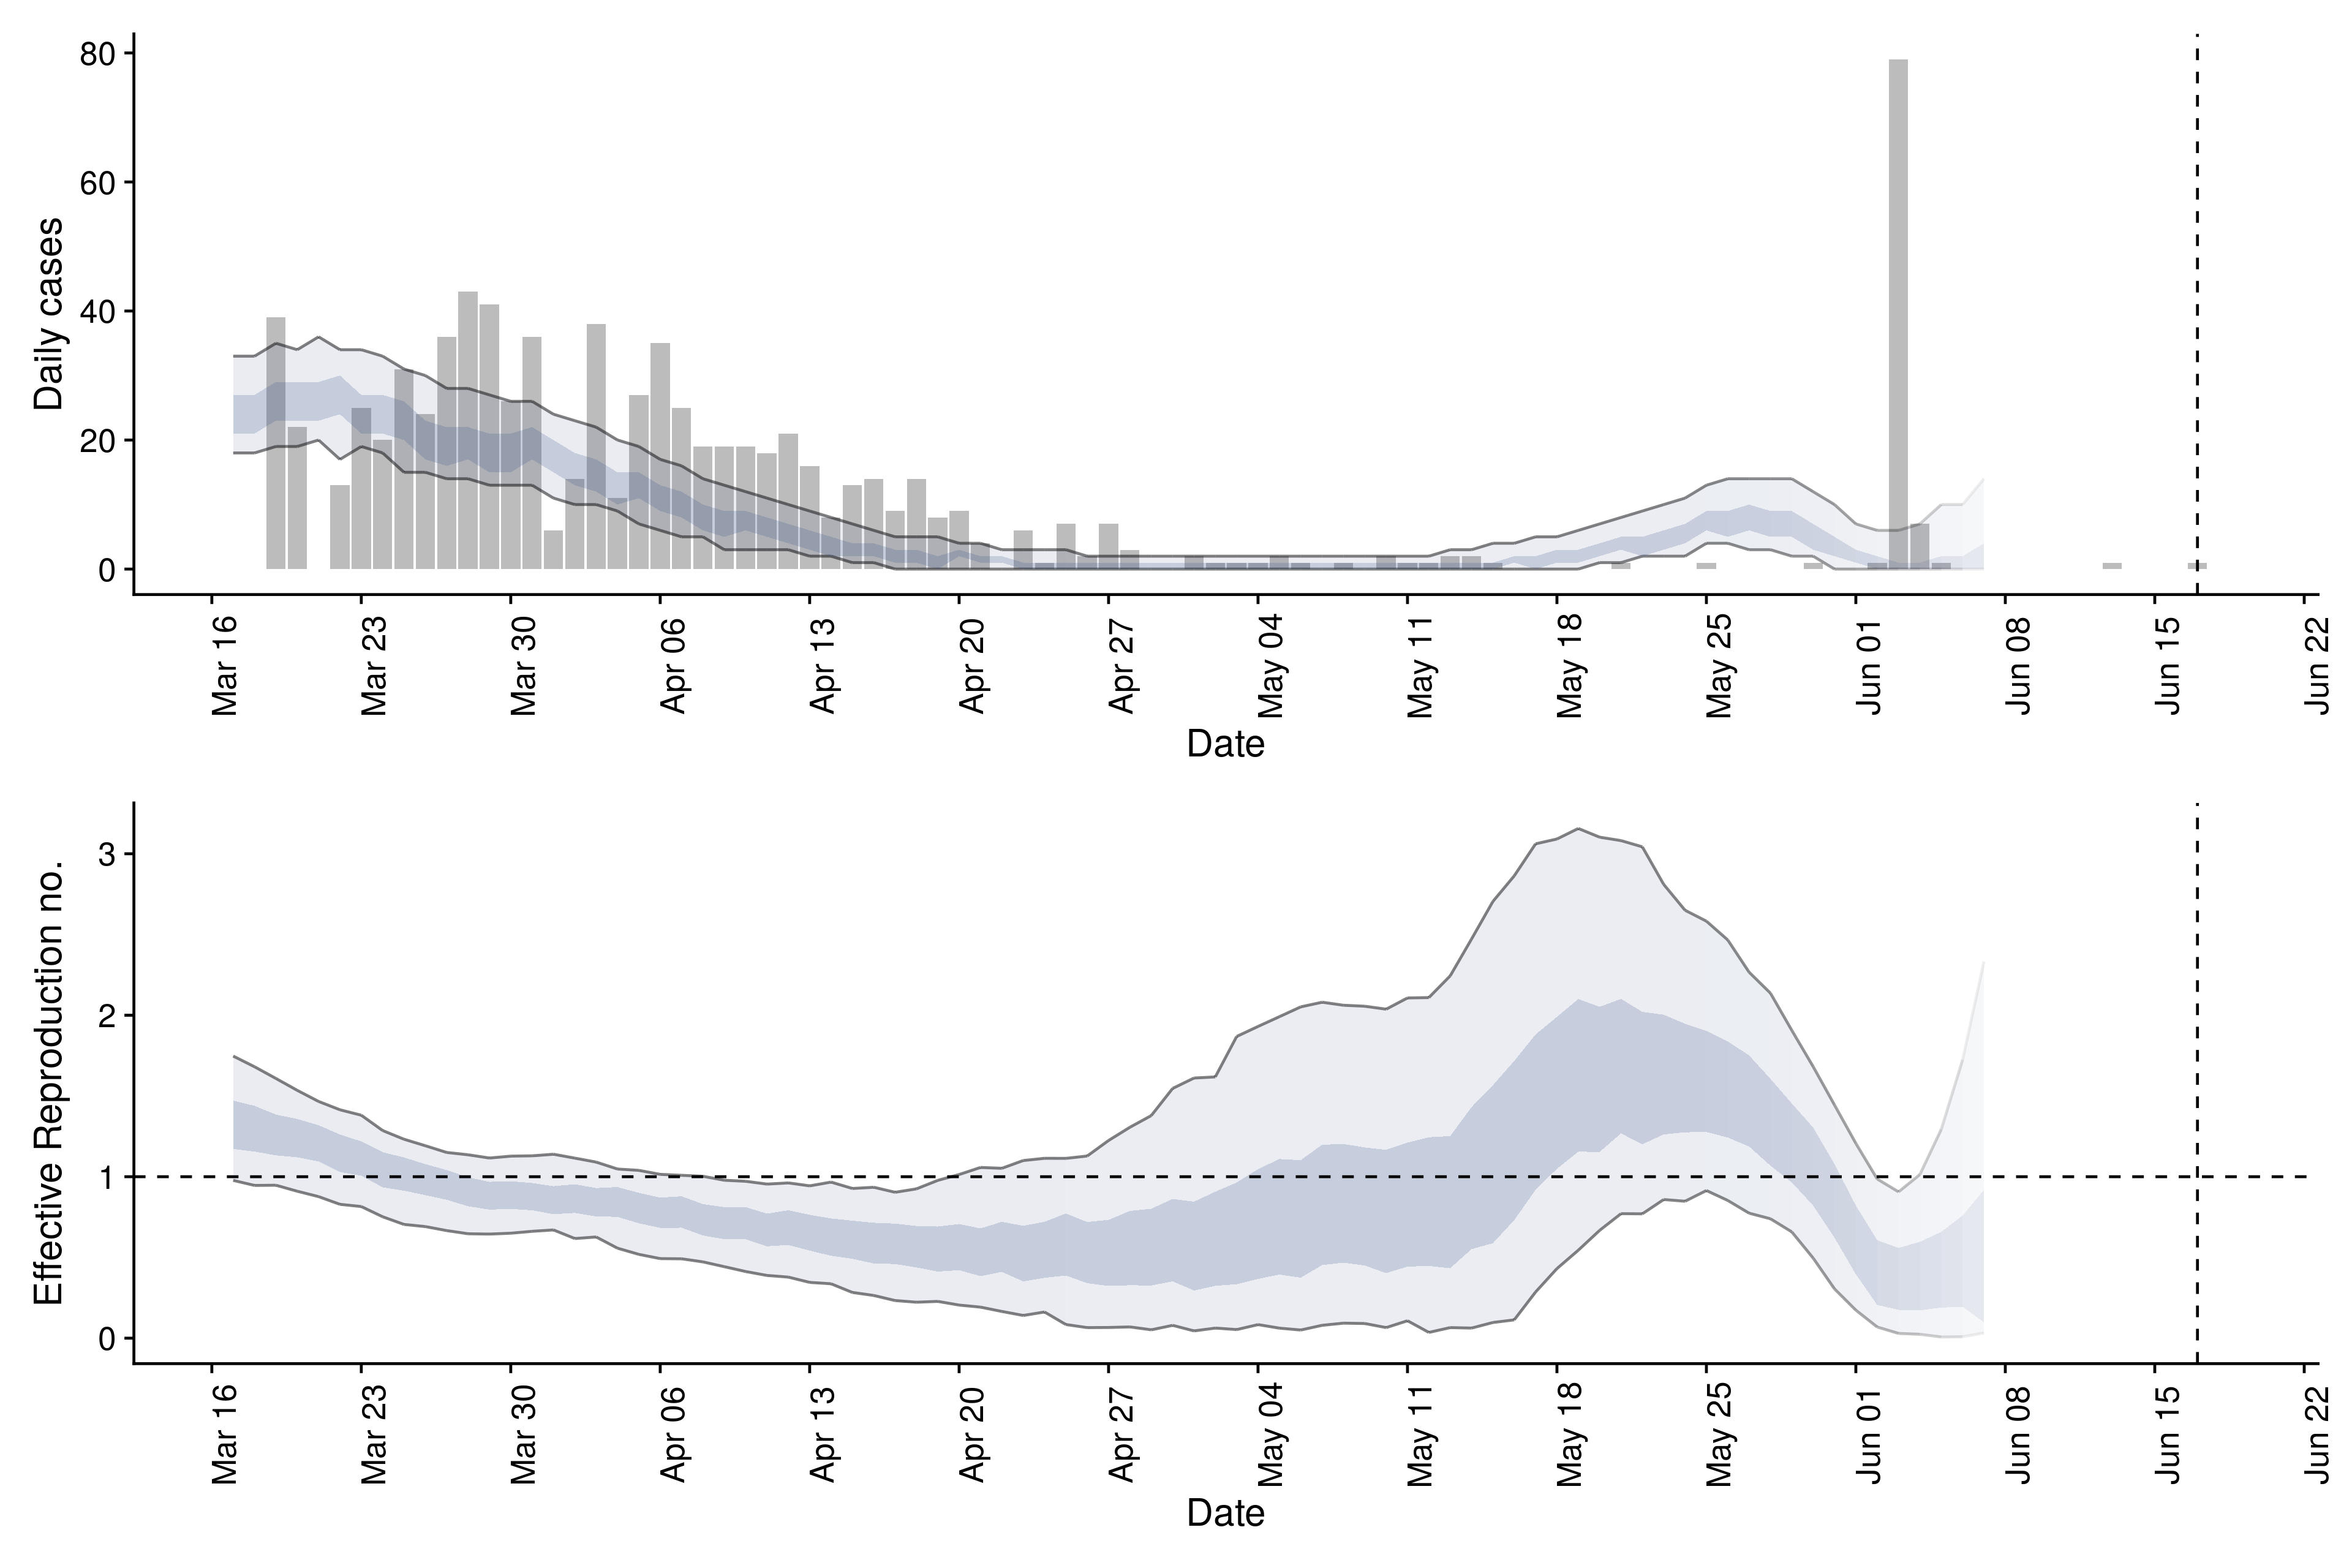 Daily cases
80
60
40
20
0
Mar 16
Mar 23
Mar 30
Apr 06
Apr 13
Apr 20
Apr 27
May 04
May 11
May 18
May 25
Jun 01
Jun 08
Jun 15
Jun 22
Date
Effective Reproduction no.
3
2
1
0
Mar 16
Mar 23
Mar 30
Apr 06
Apr 13
Apr 20
Apr 27
May 04
May 11
May 18
May 25
Jun 01
Jun 08
Jun 15
Jun 22
Date